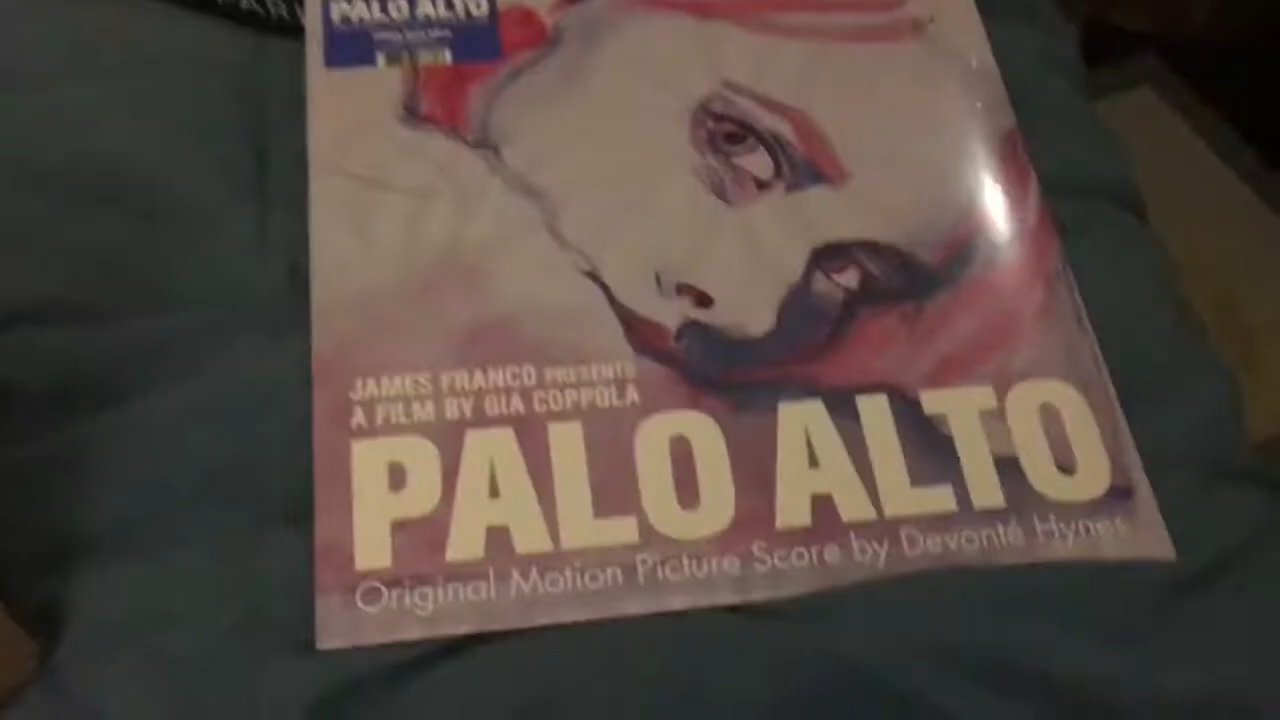 PALO ALTO
JAMES FRANCO PRESENTS
A FILM BY GIA COPPOLA
PALO ALTO
Original Motion Picture Score by Devonté Hynes